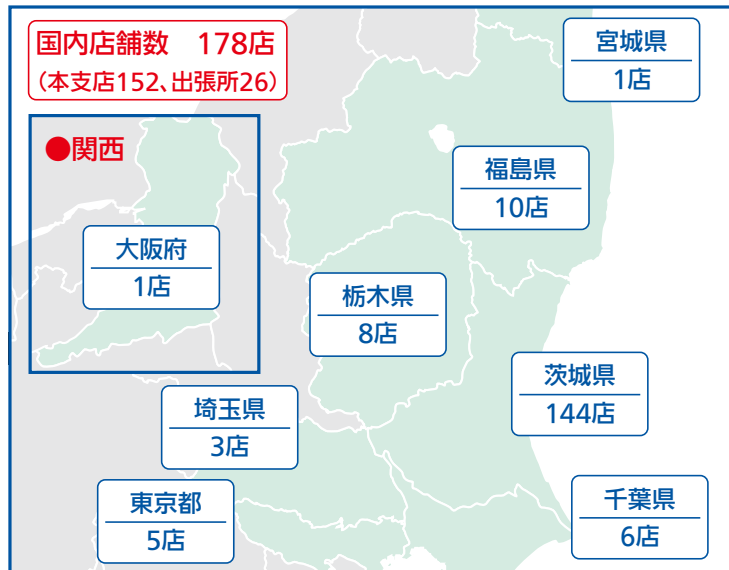 国内店舗数　178店
（本支店152、出張所26）
宮城県
1店
●関西
福島県
10店
大阪府
1店
栃木県
8店
茨城県
144店
埼玉県
3店
東京都
5店
千葉県
6店